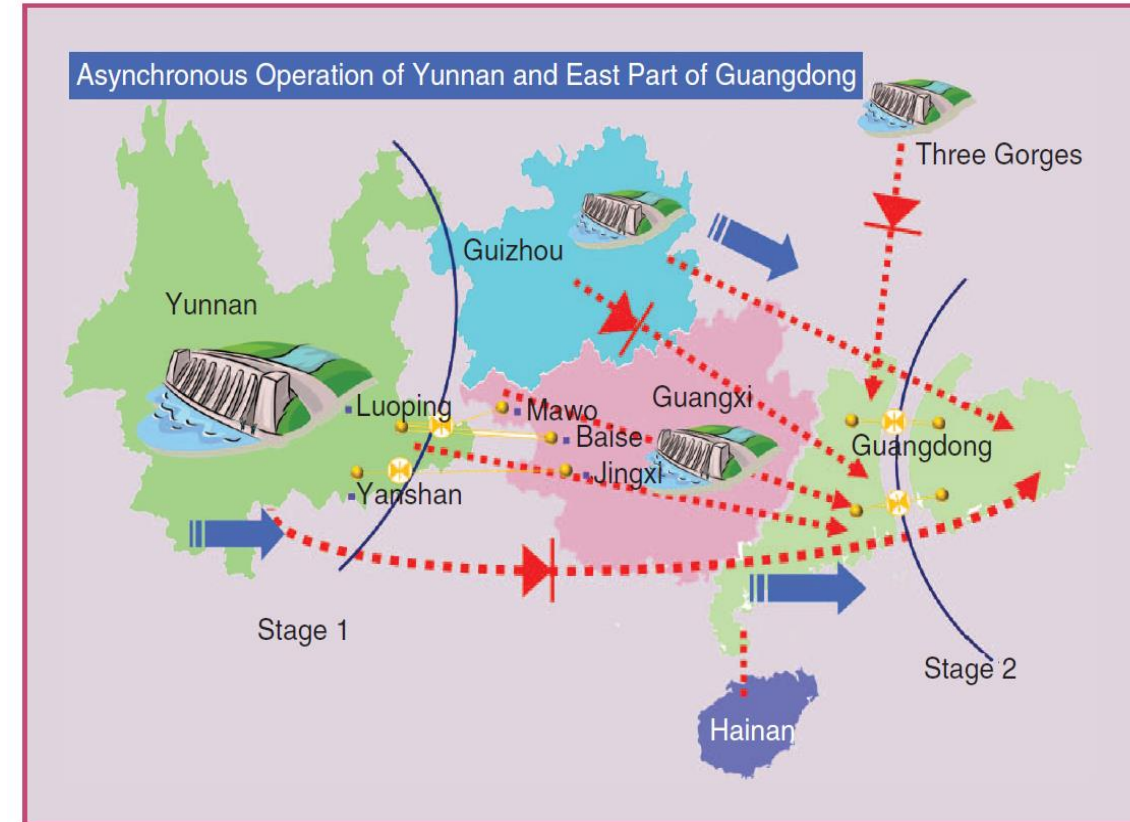 Asynchronous Operation of Yunnan and East Part of Guangdong
Three Gorges
Guizhou
Yunnan
Guangxi
Luoping
Mawo
Baise
Guangdong
Jingxl
Yanshan
Stage 1
Stage 2
Hainan